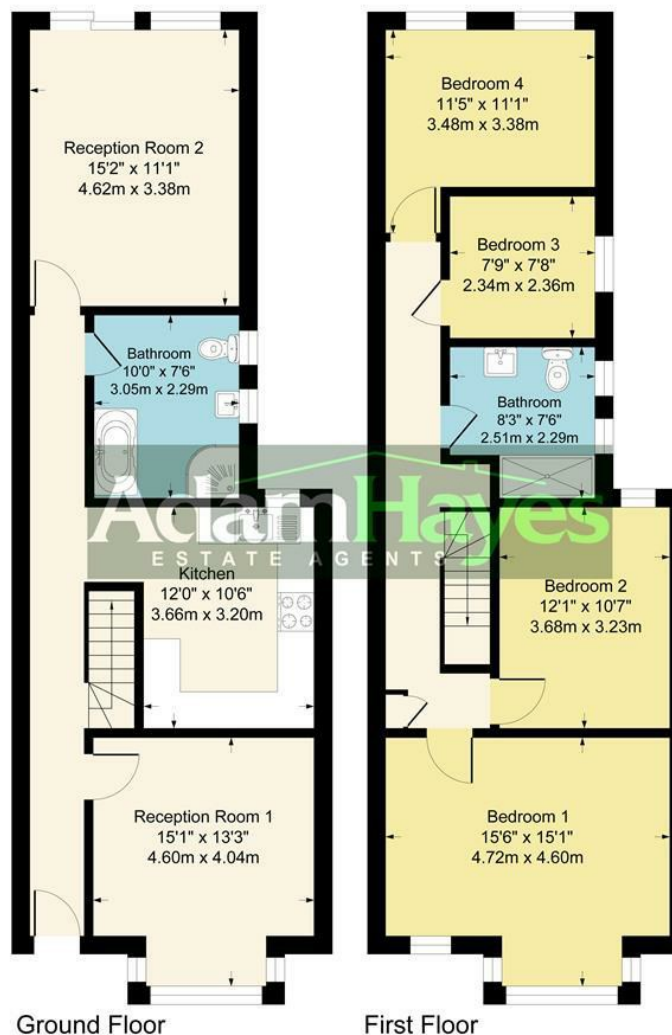 Reception Room 2
15'2" x 11'1"
4.62m x 3.38m
Bathroom
10'0" x 7'6"
3.05m x 2.29m
Kitchen
12'0" x 10'6"
3.66m x 3.20m
Reception Room 1
15'1" x 13'3"
4.60m x 4.04m
Ground Floor
Bedroom 4
11'5" x 11'1"
3.48m x 3.38m
Bedroom 3
7'9" x 7'8"
2.34m x 2.36m
Bathroom
8'3" x 7'6"
2.51m x 2.29m
Bedroom 2
12'1" x 10'7"
3.68m x 3.23m
Bedroom 1
15'6" x 15'1"
4.72m x 4.60m
First Floor
AdamHayes
ESTATE AGENTS